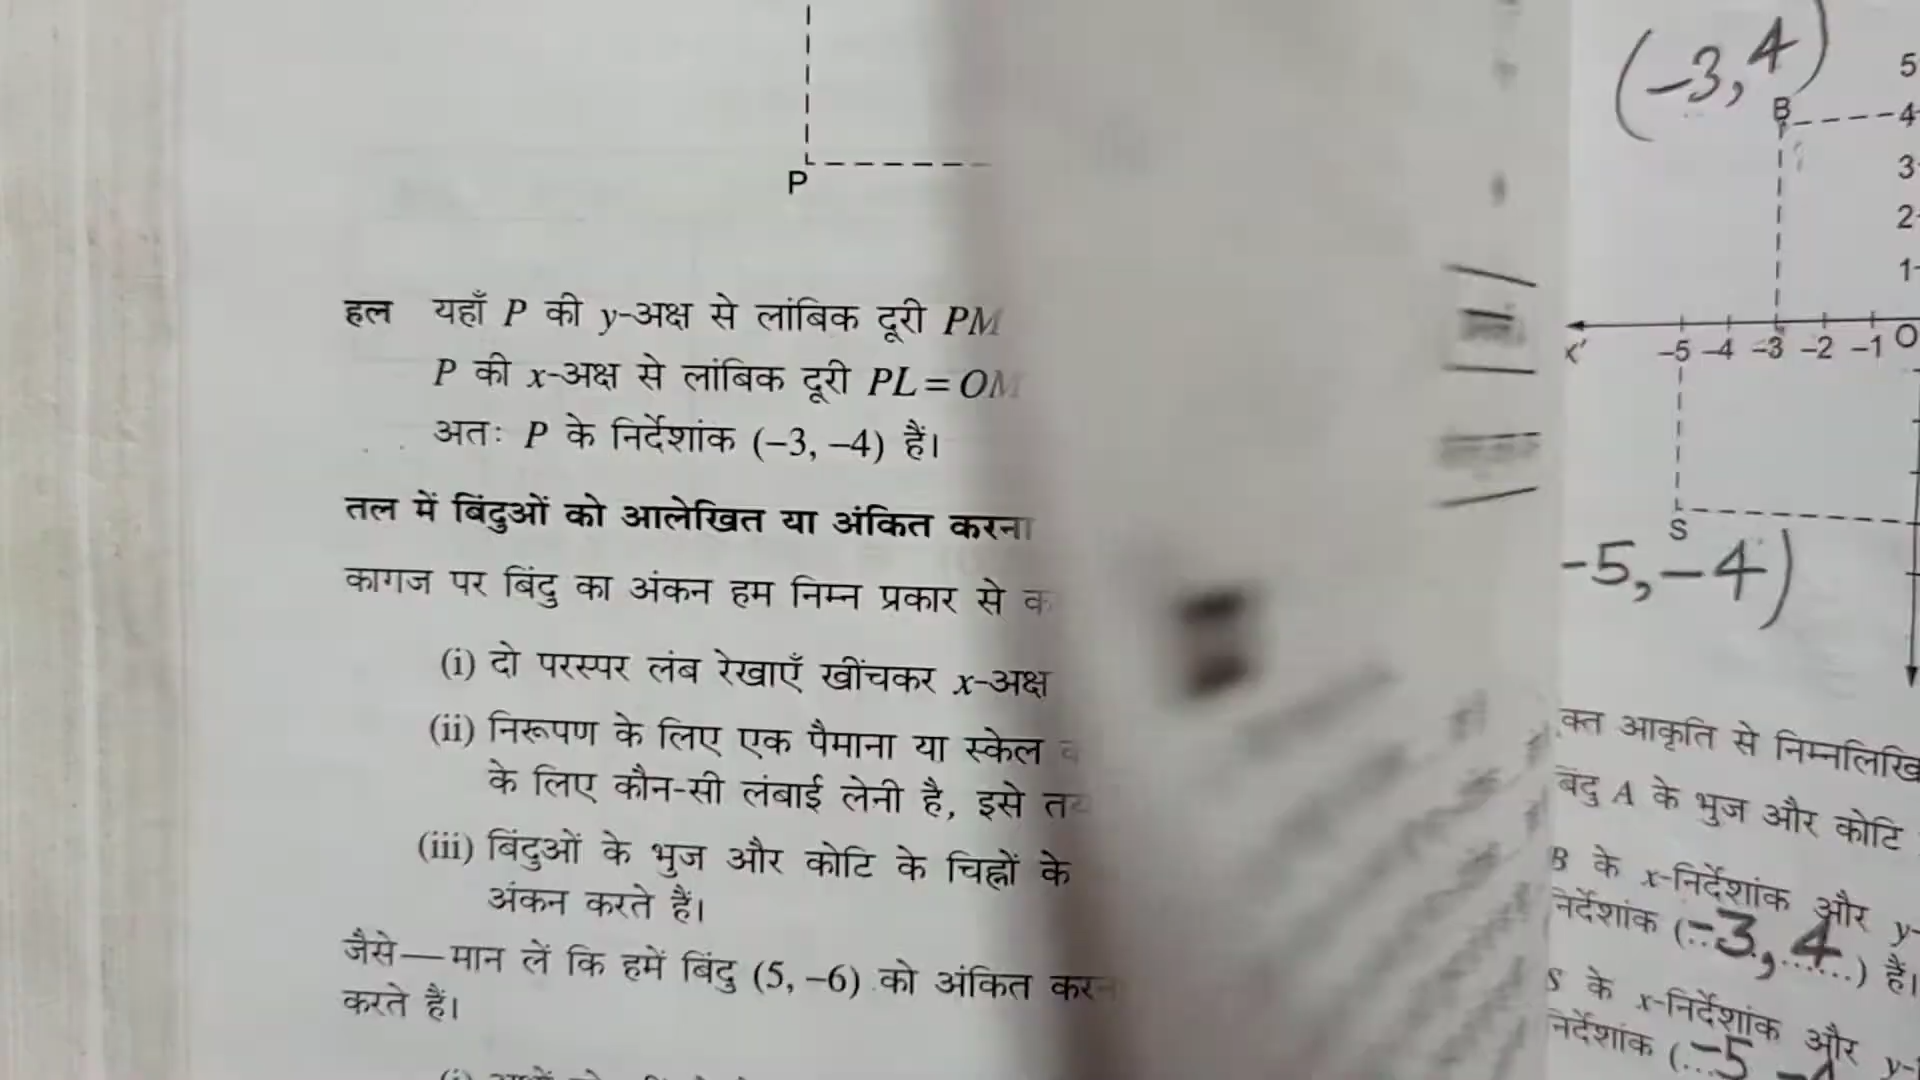 P
हल यहाँ P की y-अक्ष से लांबिक दूरी PM
P की x-अक्ष से लांबिक दूरी PL = OM
अतः P के निर्देशांक (–3, –4) हैं।
तल में बिंदुओं को आलेखित या अंकित करना
कागज पर बिंदु का अंकन हम निम्न प्रकार से
(i) दो परस्पर लंब रेखाएँ खींचकर x-अक्ष
(ii) निरूपण के लिए एक पैमाना या स्केल
के लिए कौन-सी लंबाई लेनी है, इसे
(iii) बिंदुओं के भुज और कोटि के चिह्नों के
अंकन करते हैं।
जैसे—मान लें कि हमें बिंदु (5, –6) को अंकित
करते हैं।
(-3, 4)
B
5
4
3
2
1
X' –5 –4 –3 –2 –1 O
S
-5, -4)
आकृति से
A के भुज और कोटि
B के x-निर्देशांक और y-
निर्देशांक (-3, 4) हैं।
S के x-निर्देशांक और y-
निर्देशांक (-5 -4